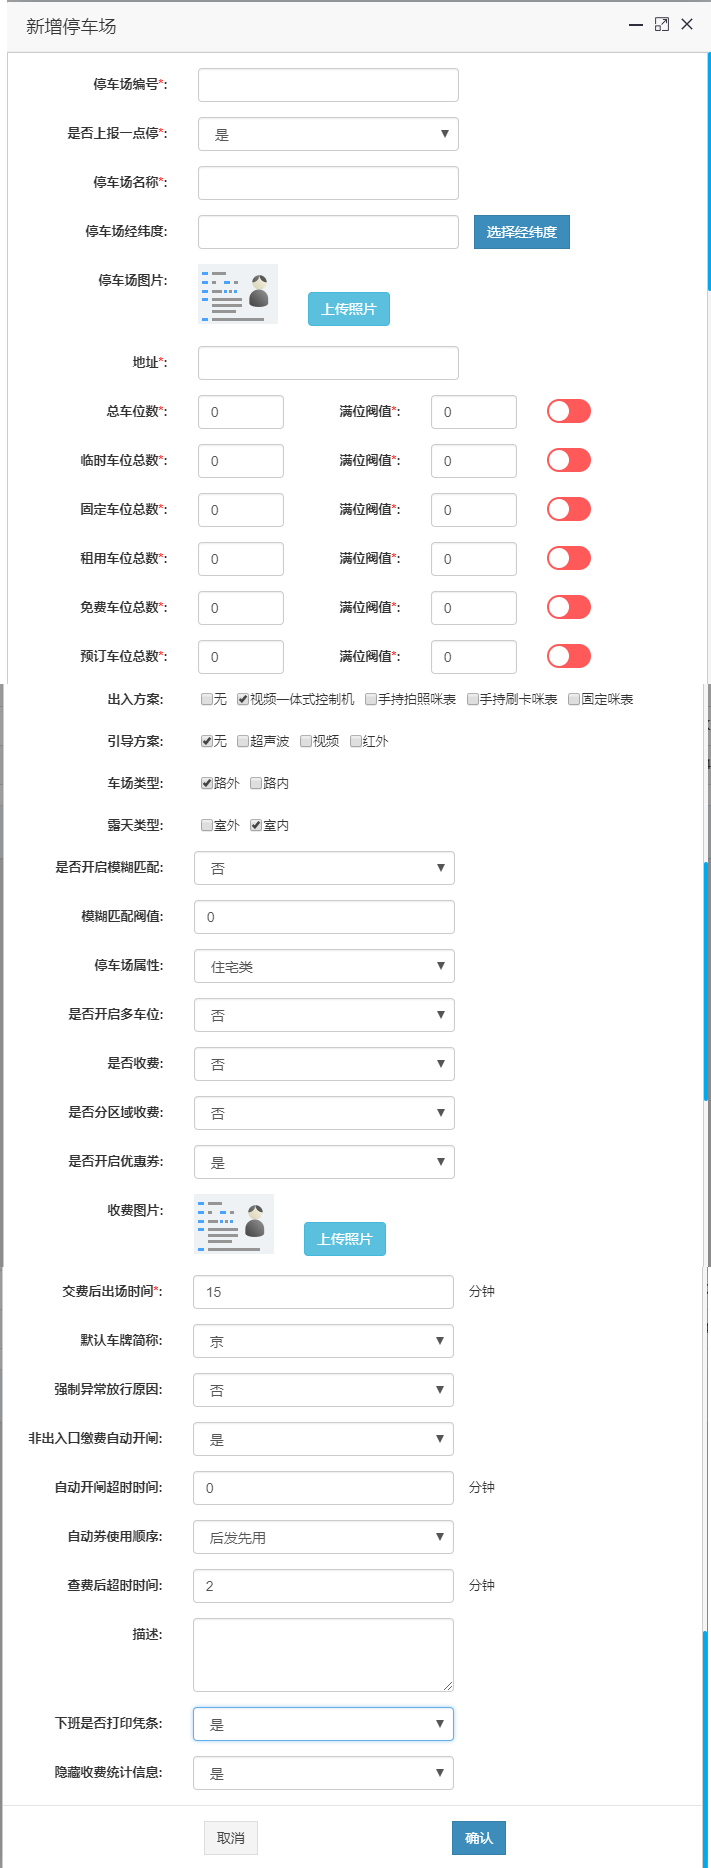 新增停车场
停车场编号*:
是否上报一点停*: 是
停车场名称*:
停车场经纬度: 选择经纬度
停车场图片: 上传照片
地址*:
总车位数*: 0 满位阀值*: 0
临时车位总数*: 0 满位阀值*: 0
固定车位总数*: 0 满位阀值*: 0
租用车位总数*: 0 满位阀值*: 0
免费车位总数*: 0 满位阀值*: 0
预订车位总数*: 0 满位阀值*: 0
出入方案: 无 视频一体式控制机 手持拍照咪表 手持刷卡咪表 固定咪表
引导方案: 无 超声波 视频 红外
车场类型: 路外 路内
露天类型: 室外 室内
是否开启模糊匹配: 否
模糊匹配阀值: 0
停车场属性: 住宅类
是否开启多车位: 否
是否收费: 否
是否分区域收费: 否
是否开启优惠券: 是
收费图片: 上传照片
交费后出场时间*: 15 分钟
默认车牌简称: 京
强制异常放行原因: 否
非出入口缴费自动开闸: 是
自动开闸超时时间: 0 分钟
自动券使用顺序: 后发先用
查费后超时时间: 2 分钟
描述:
下班是否打印凭条: 是
隐藏收费统计信息: 是
取消 确认